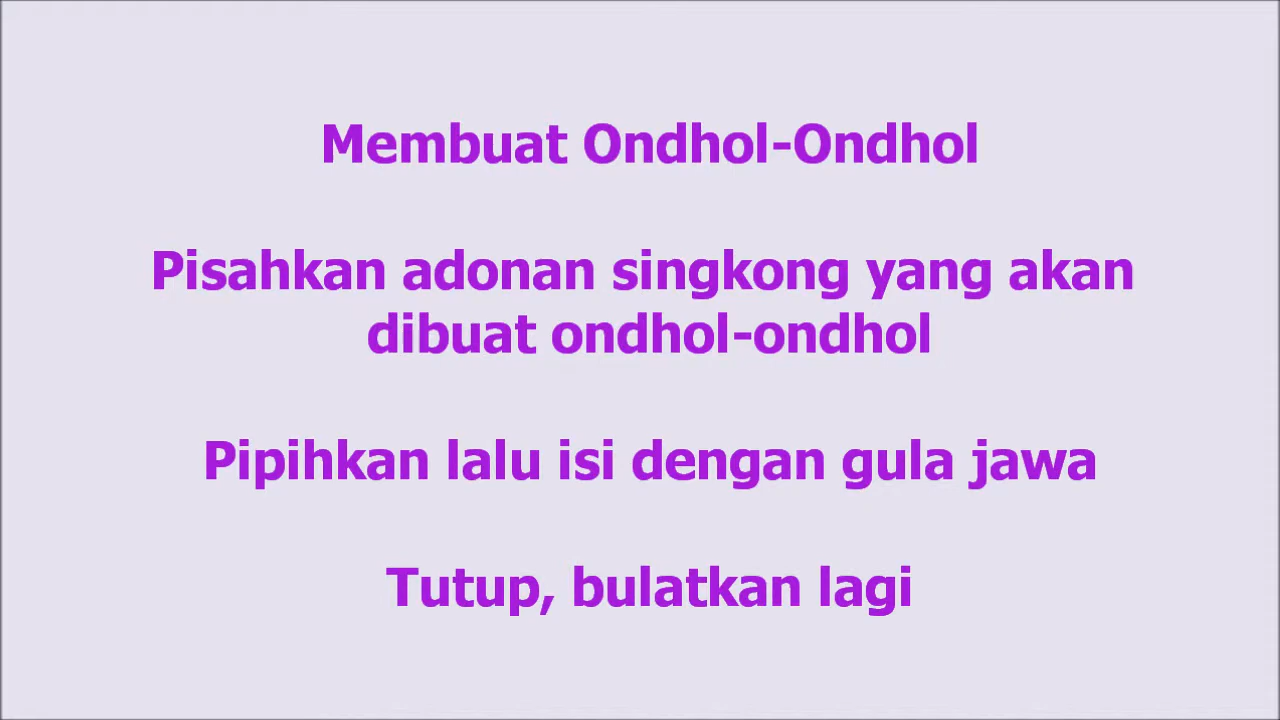 Membuat Ondhol-Ondhol
Pisahkan adonan singkong yang akan
dibuat ondhol-ondhol
Pipihkan lalu isi dengan gula jawa
Tutup, bulatkan lagi